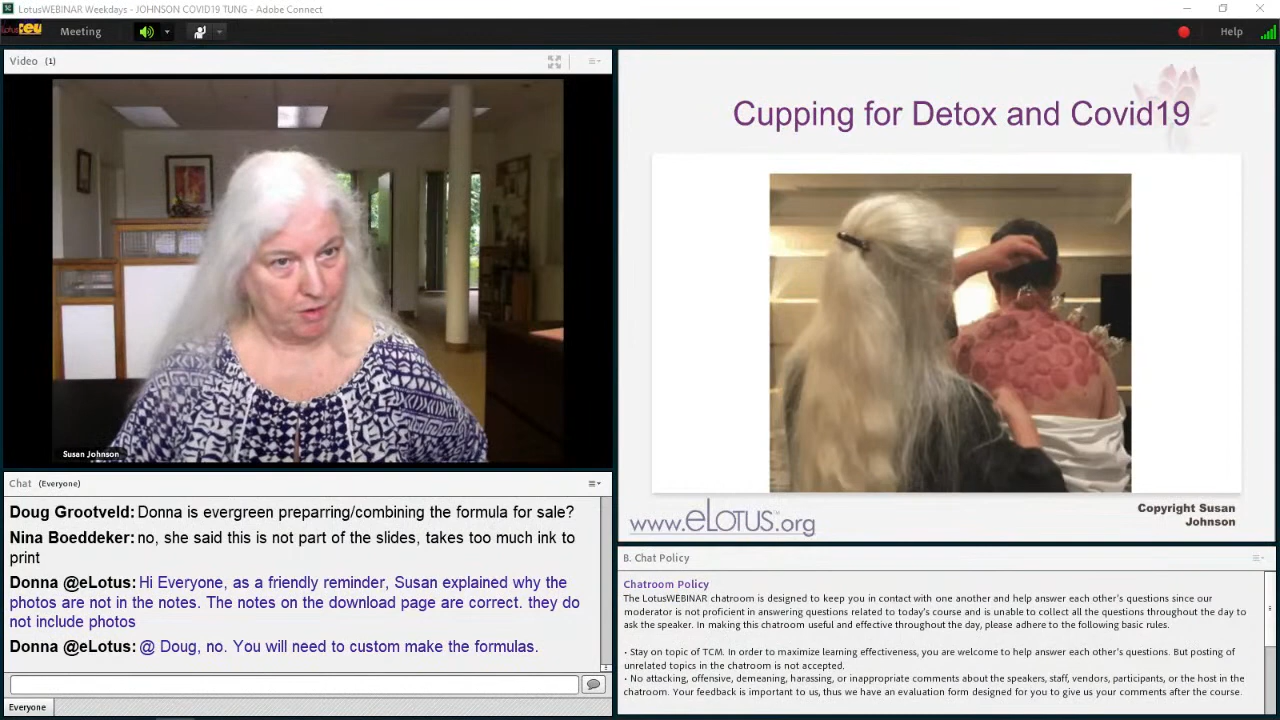 LotusWEBINAR Weekdays - JOHNSON COVID19 TUNG - Adobe Connect
Meeting
Help
Video (1)
Susan Johnson
Cupping for Detox and Covid19
www.eLotus.org
Copyright Susan
Johnson
Chat (Everyone)
Doug Grootveld: Donna is evergreen preparring/combining the formula for sale?
Nina Boeddeker: no, she said this is not part of the slides, takes too much ink to
print
Donna @eLotus: Hi Everyone, as a friendly reminder, Susan explained why the
photos are not in the notes. The notes on the download page are correct. they do
not include photos
Donna @eLotus: @ Doug, no. You will need to custom make the formulas.
Everyone
B. Chat Policy
Chatroom Policy
The LotusWEBINAR chatroom is designed to keep you in contact with one another and help answer each other's questions since our
moderator is not proficient in answering questions related to today's course and is unable to collect all the questions throughout the day to
ask the speaker. In making this chatroom useful and effective throughout the day, please adhere to the following basic rules.
• Stay on topic of TCM. In order to maximize learning effectiveness, you are welcome to help answer each other's questions. But posting of
unrelated topics in the chatroom is not accepted.
• No attacking, offensive, demeaning, harassing, or inappropriate comments about the speakers, staff, vendors, participants, or the host in the
chatroom. Your feedback is important to us, thus we have an evaluation form designed for you to give us your comments after the course.